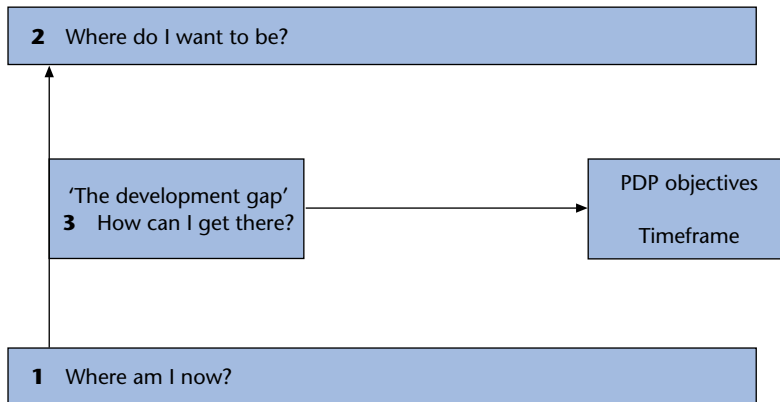 2 Where do I want to be?
‘The development gap’
3 How can I get there?
PDP objectives
Timeframe
1 Where am I now?